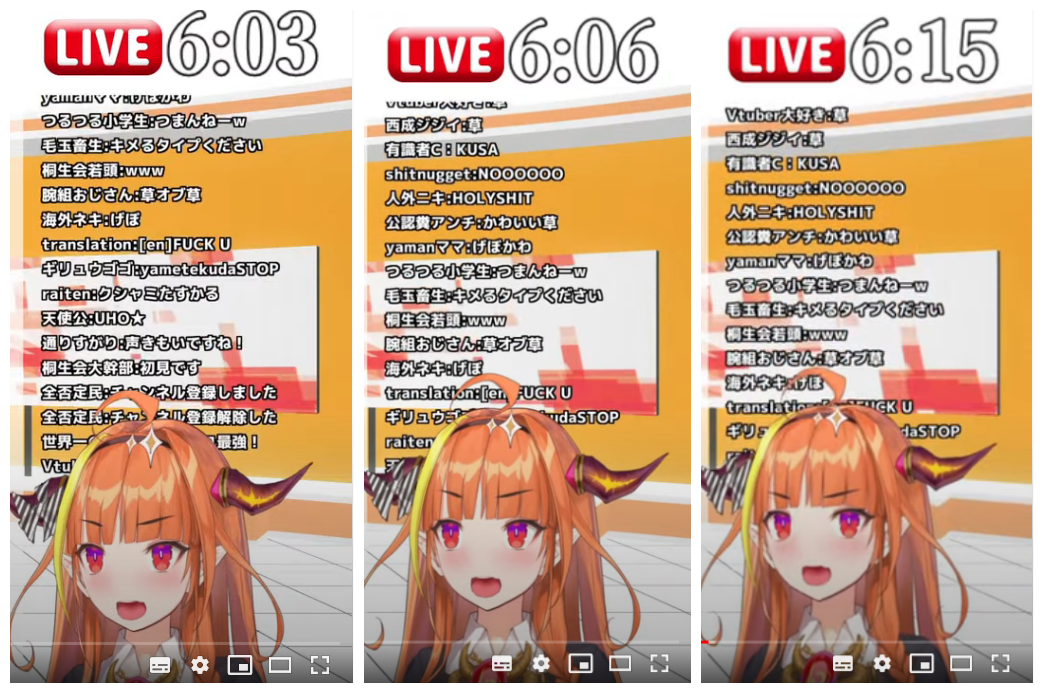 LIVE 6:03
yamanママ:げぼかわ
つるつる小学生:つまんねーw
毛玉畜生:キメるタイプください
桐生会若頭:www
腕組おじさん:草オブ草
海外ネキ:げぼ
translation:[en]FUCK U
ギリュウゴゴ:yametekudaSTOP
raiten:クシャミたすかる
天使公:UHO★
通りすがり:声きもいですね！
桐生会大幹部:初見です
全否定民:チャンネル登録しました
全否定民:チャンネル登録解除した
世界一 最強！
Vtu
LIVE 6:06
Vtuber大好き:草
西成ジジイ:草
有識者C：KUSA
shitnugget:NOOOOOO
人外ニキ:HOLYSHIT
公認糞アンチ:かわいい草
yamanママ:げぼかわ
つるつる小学生:つまんねーw
毛玉畜生:キメるタイプください
桐生会若頭:www
腕組おじさん:草オブ草
海外ネキ:げぼ
translation:[en]FUCK U
ギリュウゴ kudaSTOP
raiten
LIVE 6:15
Vtuber大好き:草
西成ジジイ:草
有識者C：KUSA
shitnugget:NOOOOOO
人外ニキ:HOLYSHIT
公認糞アンチ:かわいい草
yamanママ:げぼかわ
つるつる小学生:つまんねーw
毛玉畜生:キメるタイプください
桐生会若頭:www
腕組おじさん:草オブ草
海外ネキ:げぼ
translation FUCK U
ギリュ daSTOP